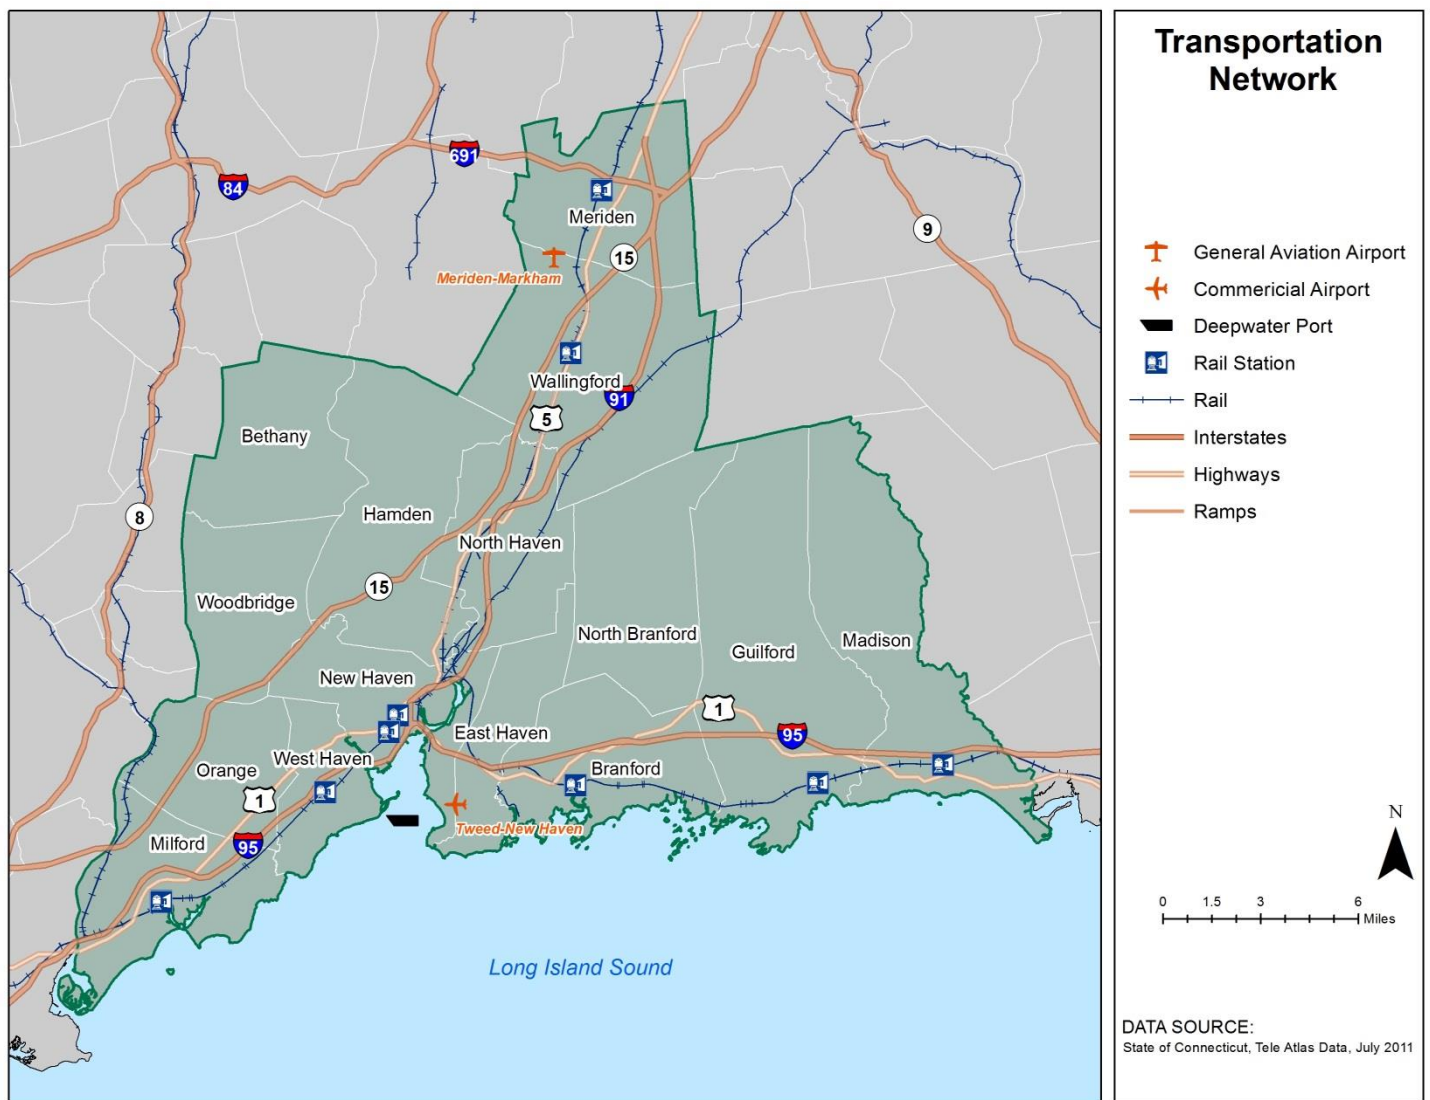 Transportation
Network
691
84
Meriden
9
15
Meriden-Markham
Wallingford
91
5
Bethany
8
Hamden
North Haven
15
Woodbridge
North Branford
Guilford
Madison
New Haven
1
East Haven
95
West Haven
Orange
Branford
1
Tweed-New Haven
Milford
95
Long Island Sound
General Aviation Airport
Commericial Airport
Deepwater Port
Rail Station
Rail
Interstates
Highways
Ramps
N
0 1.5 3 6
Miles
DATA SOURCE:
State of Connecticut, Tele Atlas Data, July 2011